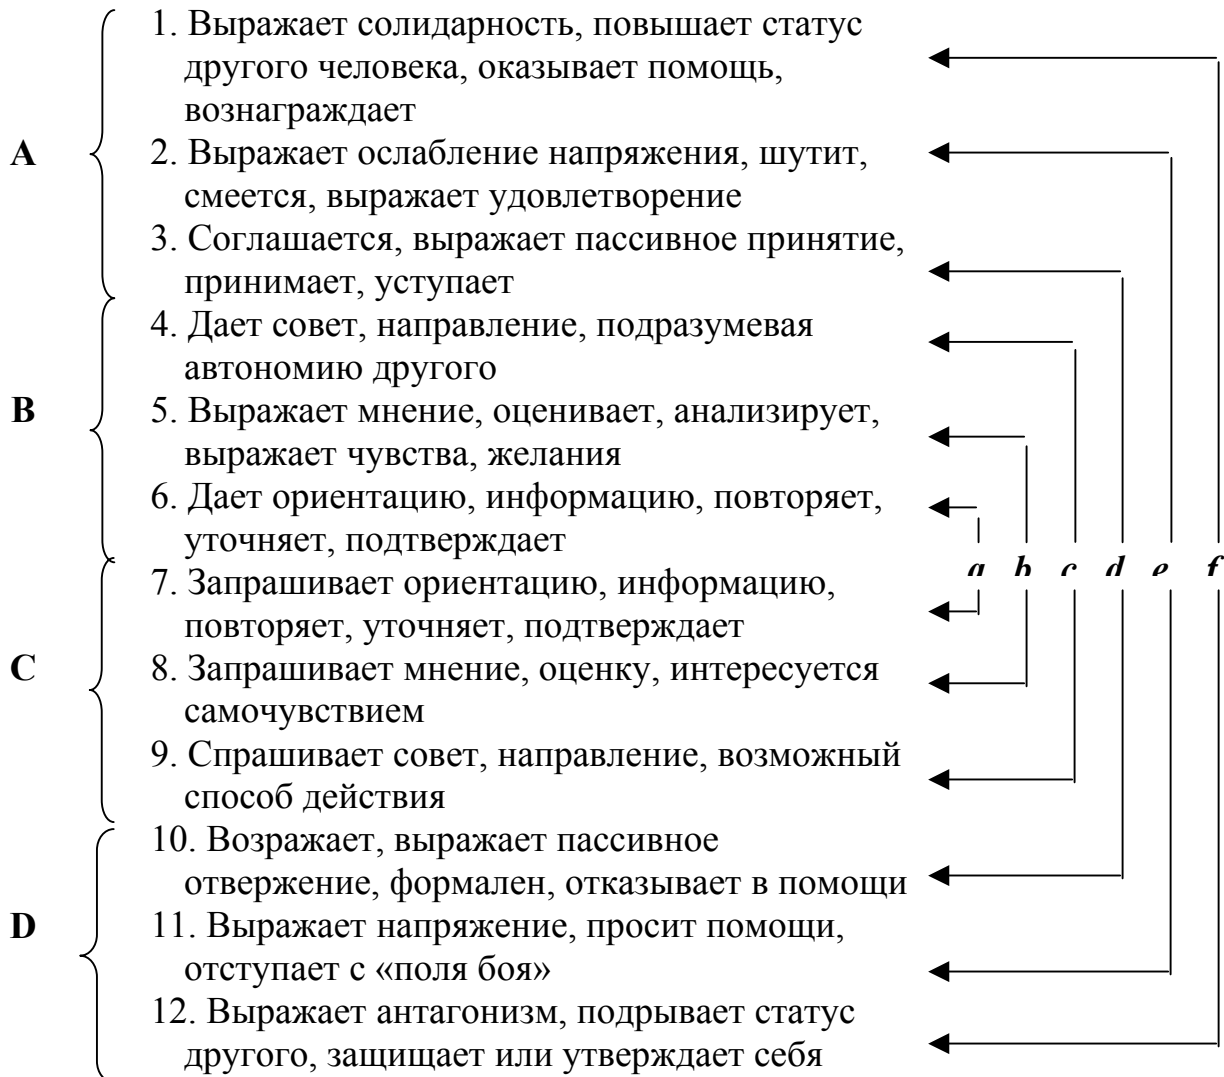 1. Выражает солидарность, повышает статус
другого человека, оказывает помощь,
вознаграждает
A
2. Выражает ослабление напряжения, шутит,
смеется, выражает удовлетворение
3. Соглашается, выражает пассивное принятие,
принимает, уступает
4. Дает совет, направление, подразумевая
автономию другого
B
5. Выражает мнение, оценивает, анализирует,
выражает чувства, желания
6. Дает ориентацию, информацию, повторяет,
уточняет, подтверждает
a b c d e f
7. Запрашивает ориентацию, информацию,
повторяет, уточняет, подтверждает
C
8. Запрашивает мнение, оценку, интересуется
самочувствием
9. Спрашивает совет, направление, возможный
способ действия
10. Возражает, выражает пассивное
отвержение, формален, отказывает в помощи
D
11. Выражает напряжение, просит помощи,
отступает с «поля боя»
12. Выражает антагонизм, подрывает статус
другого, защищает или утверждает себя